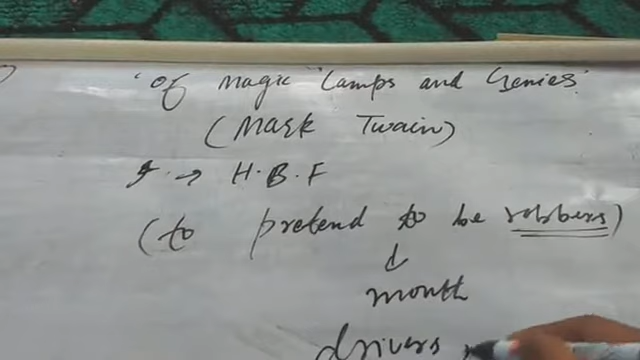 'Of Magic Lamps and Genies'
(Mark Twain)
I. → H.B.F
(to pretend to be robbers)
↓
month
drivers